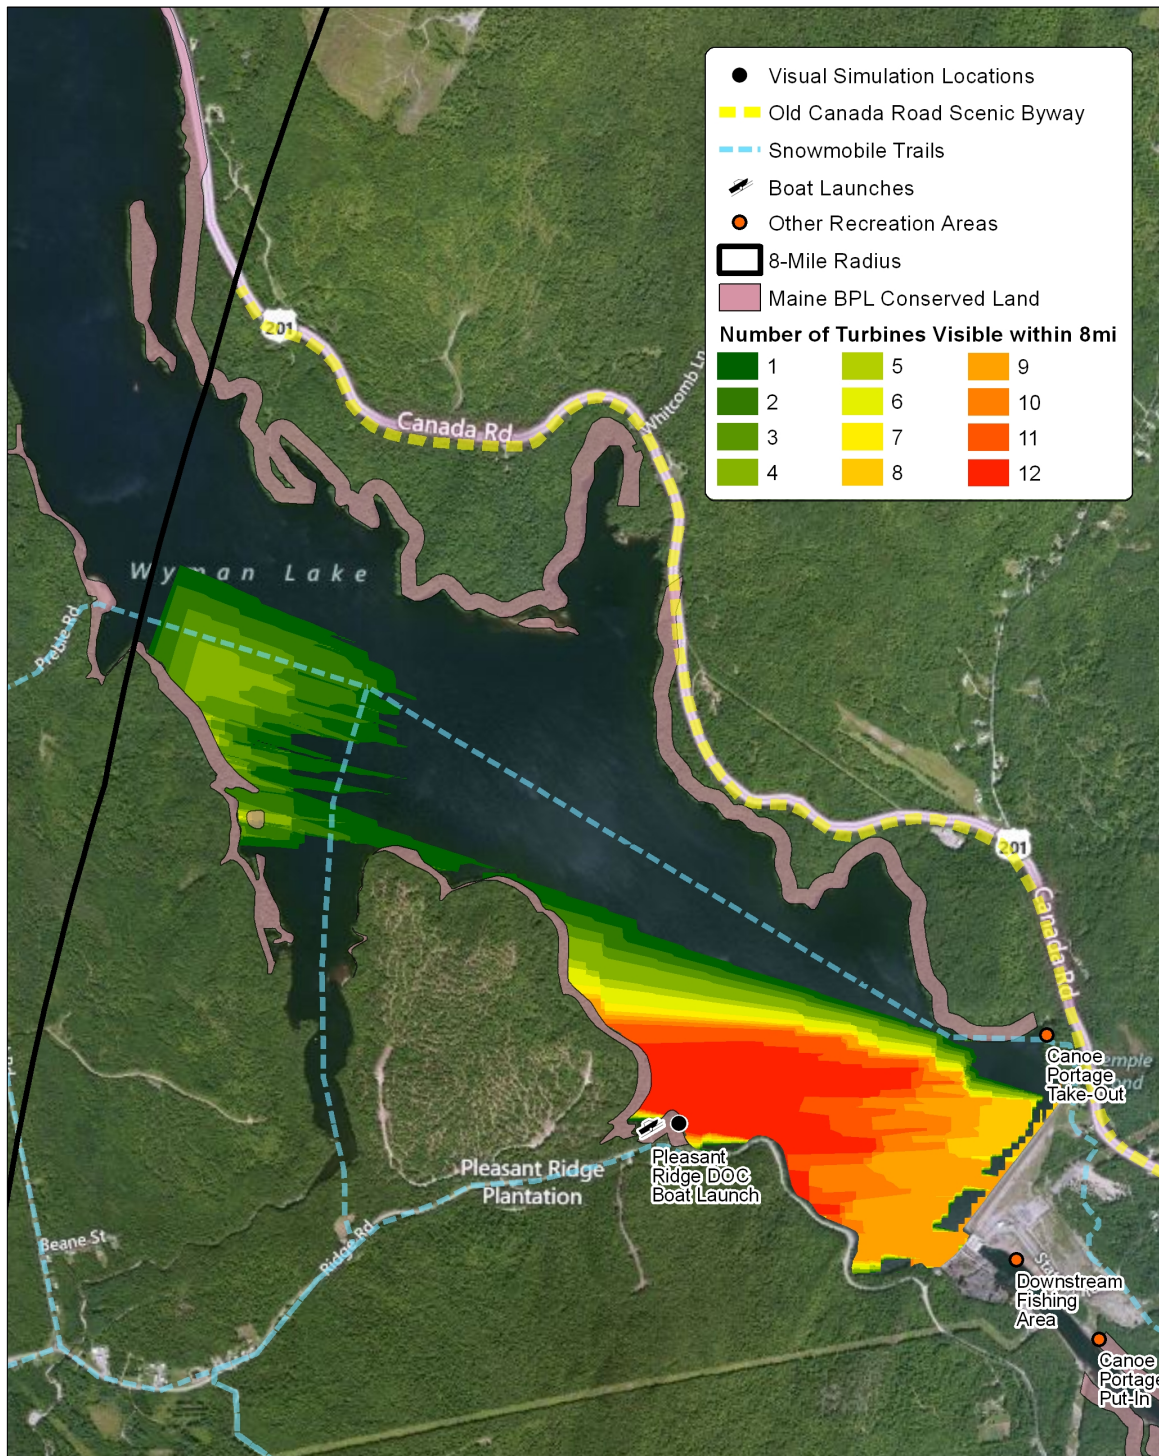 Visual Simulation Locations
Old Canada Road Scenic Byway
Snowmobile Trails
Boat Launches
Other Recreation Areas
8-Mile Radius
Maine BPL Conserved Land
Number of Turbines Visible within 8mi
1
5
9
2
6
10
3
7
11
4
8
12
201
Canada Rd
Whitcomb Ln
Wyman Lake
Preble Rd
201
Canada Rd
Canoe
Portage
Take-Out
Pleasant
Ridge DOC
Boat Launch
Pleasant Ridge
Plantation
Beane St
Ridge Rd
Downstream
Fishing
Area
Canoe
Portage
Put-In